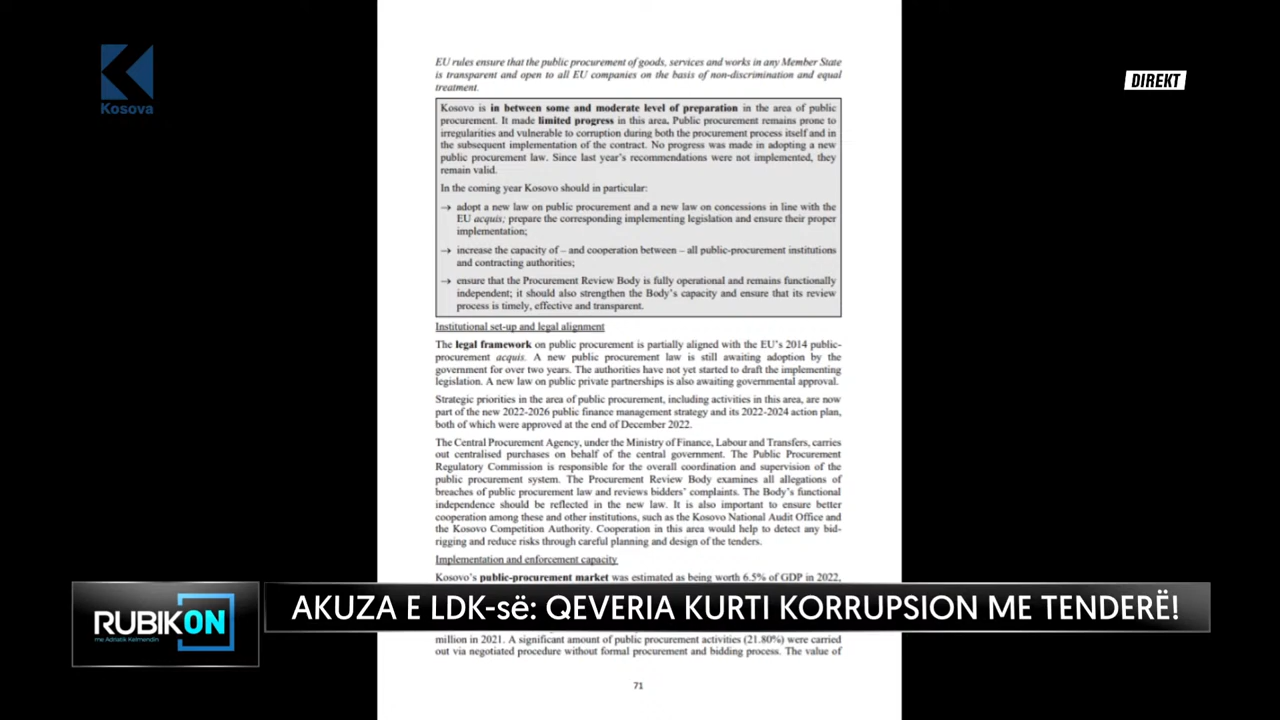 Kosova
DIREKT
EU rules ensure that the public procurement of goods, services and works in any Member State
is transparent and open to all EU companies on the basis of non-discrimination and equal
treatment.
Kosovo is in between some and moderate level of preparation in the area of public
procurement. It made limited progress in this area. Public procurement remains prone to
irregularities and vulnerable to corruption during both the procurement process itself and in
the subsequent implementation of the contract. No progress was made in adopting a new
public procurement law. Since last year's recommendations were not implemented, they
remain valid.
In the coming year Kosovo should in particular:
→ adopt a new law on public procurement and a new law on concessions in line with the
EU acquis; prepare the corresponding implementing legislation and ensure their proper
implementation;
→ increase the capacity of – and cooperation between – all public-procurement institutions
and contracting authorities;
→ ensure that the Procurement Review Body is fully operational and remains functionally
independent; it should also strengthen the Body's capacity and ensure that its review
process is timely, effective and transparent.
Institutional set-up and legal alignment
The legal framework on public procurement is partially aligned with the EU's 2014 public-
procurement acquis. A new public procurement law is still awaiting adoption by the
government for over two years. The authorities have not yet started to draft the implementing
legislation. A new law on public private partnerships is also awaiting governmental approval.
Strategic priorities in the area of public procurement, including activities in this area, are now
part of the new 2022-2026 public finance management strategy and its 2022-2024 action plan,
both of which were approved at the end of December 2022.
The Central Procurement Agency, under the Ministry of Finance, Labour and Transfers, carries
out centralised purchases on behalf of the central government. The Public Procurement
Regulatory Commission is responsible for the overall coordination and supervision of the
public procurement system. The Procurement Review Body examines all allegations of
breaches of public procurement law and reviews bidders' complaints. The Body's functional
independence should be reflected in the new law. It is also important to ensure better
cooperation among these and other institutions, such as the Kosovo National Audit Office and
the Kosovo Competition Authority. Cooperation in this area would help to detect any bid-
rigging and reduce risks through careful planning and design of the tenders.
Implementation and enforcement capacity
Kosovo's public-procurement market was estimated as being worth 6.5% of GDP in 2022,
RUBIKON
me Adriatik Kelmendin
AKUZA E LDK-së: QEVERIA KURTI KORRUPSION ME TENDERË!
million in 2021. A significant amount of public procurement activities (21.80%) were carried
out via negotiated procedure without formal procurement and bidding process. The value of
71